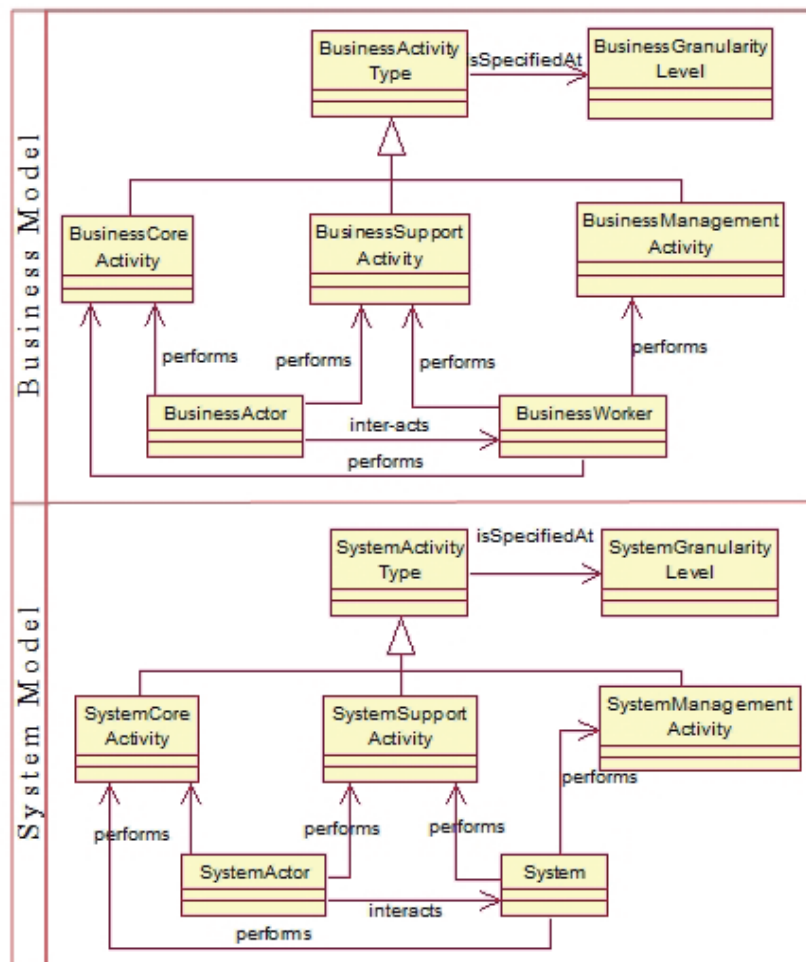 Business Model
BusinessActivity
Type
isSpecifiedAt
BusinessGranularity
Level
BusinessCore
Activity
BusinessSupport
Activity
BusinessManagement
Activity
performs
performs
performs
performs
BusinessActor
inter-acts
BusinessWorker
performs
System Model
SystemActivity
Type
isSpecifiedAt
SystemGranularity
Level
SystemCore
Activity
SystemSupport
Activity
SystemManagement
Activity
performs
performs
performs
performs
SystemActor
interacts
System
performs